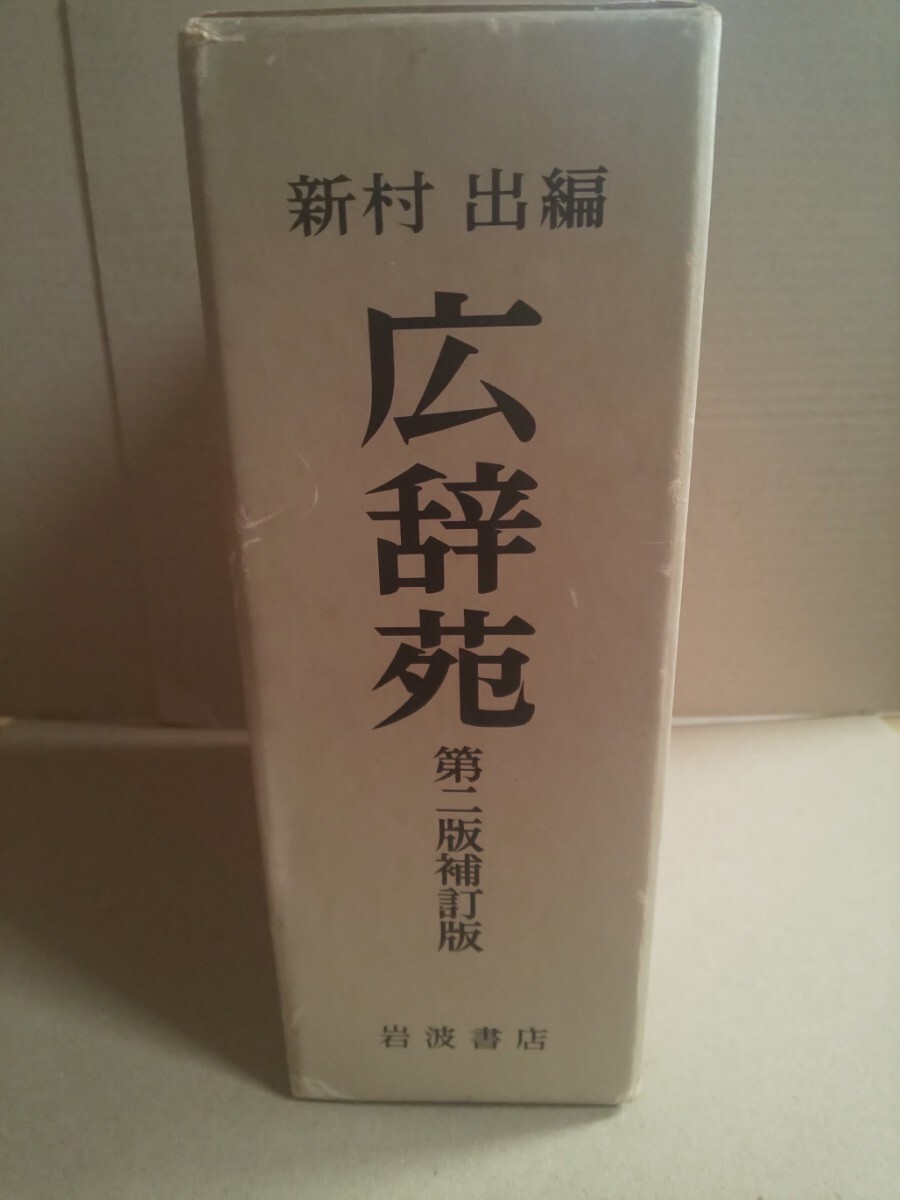 新村 出編
広辞苑
第二版補訂版
岩波書店